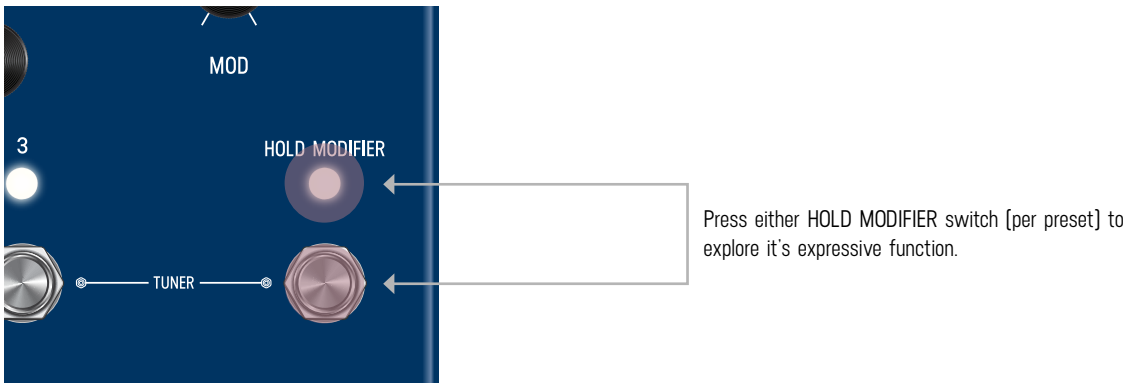 MOD
3
HOLD MODIFIER
TUNER
Press either HOLD MODIFIER switch (per preset) to
explore it's expressive function.